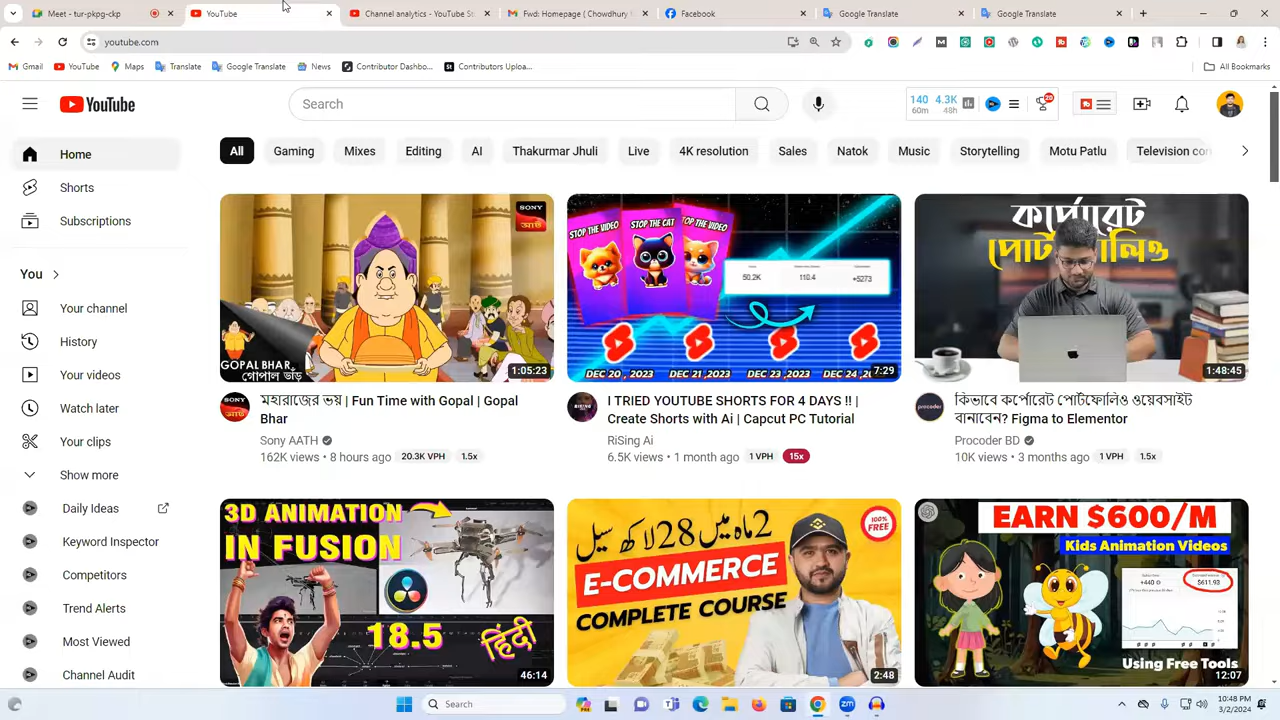 Meet - tur-pkpg-ckp
YouTube
Channel analytics - YouTube St
Fwd: Homepage ( Chowdhury
Facebook
Google Translate
Google Translate
youtube.com
Gmail
YouTube
Maps
Translate
Google Translate
News
Contributor Dashbo...
Contributors Uploa...
All Bookmarks
YouTube
Search
140
60m
4.3K
48h
All
Gaming
Mixes
Editing
AI
Thakurmar Jhuli
Live
4K resolution
Sales
Natok
Music
Storytelling
Motu Patlu
Television con
Home
Shorts
Subscriptions
You
Your channel
History
Your videos
Watch later
Your clips
Show more
Daily Ideas
Keyword Inspector
Competitors
Trend Alerts
Most Viewed
Channel Audit
SONY
আট
GOPAL BHAR
গোপাল ভাঁড়
1:05:23
মহারাজের ভয় | Fun Time with Gopal | Gopal
Bhar
Sony AATH
162K views • 8 hours ago
20.3K VPH
1.5x
STOP THE VIDEO
STOP THE CAT
TOP THE VIDEO
50.2K
110.4
+5273
DEC 20 , 2023
DEC 21 ,2023
DEC 23 ,2023
DEC 24 ,2
7:29
I TRIED YOUTUBE SHORTS FOR 4 DAYS !! |
Create Shorts with Ai | Capcut PC Tutorial
RiSing Ai
6.5K views • 1 month ago
1 VPH
15x
কার্পোরেট
1:48:45
procoder
কিভাবে কর্পোরেট পোর্টফোলিও ওয়েবসাইট
বানাবেন? Figma to Elementor
Procoder BD
10K views • 3 months ago
1 VPH
1.5x
3D ANIMATION
IN FUSION
18.5
हिंदी
46:14
2 ماہ میں 28 لاکھ سیل
100%
FREE
E-COMMERCE
COMPLETE COURSE
2:48
EARN $600/M
Kids Animation Videos
+440
$611.93
Using Free Tools
12:07
Search
10:48 PM
3/2/2024